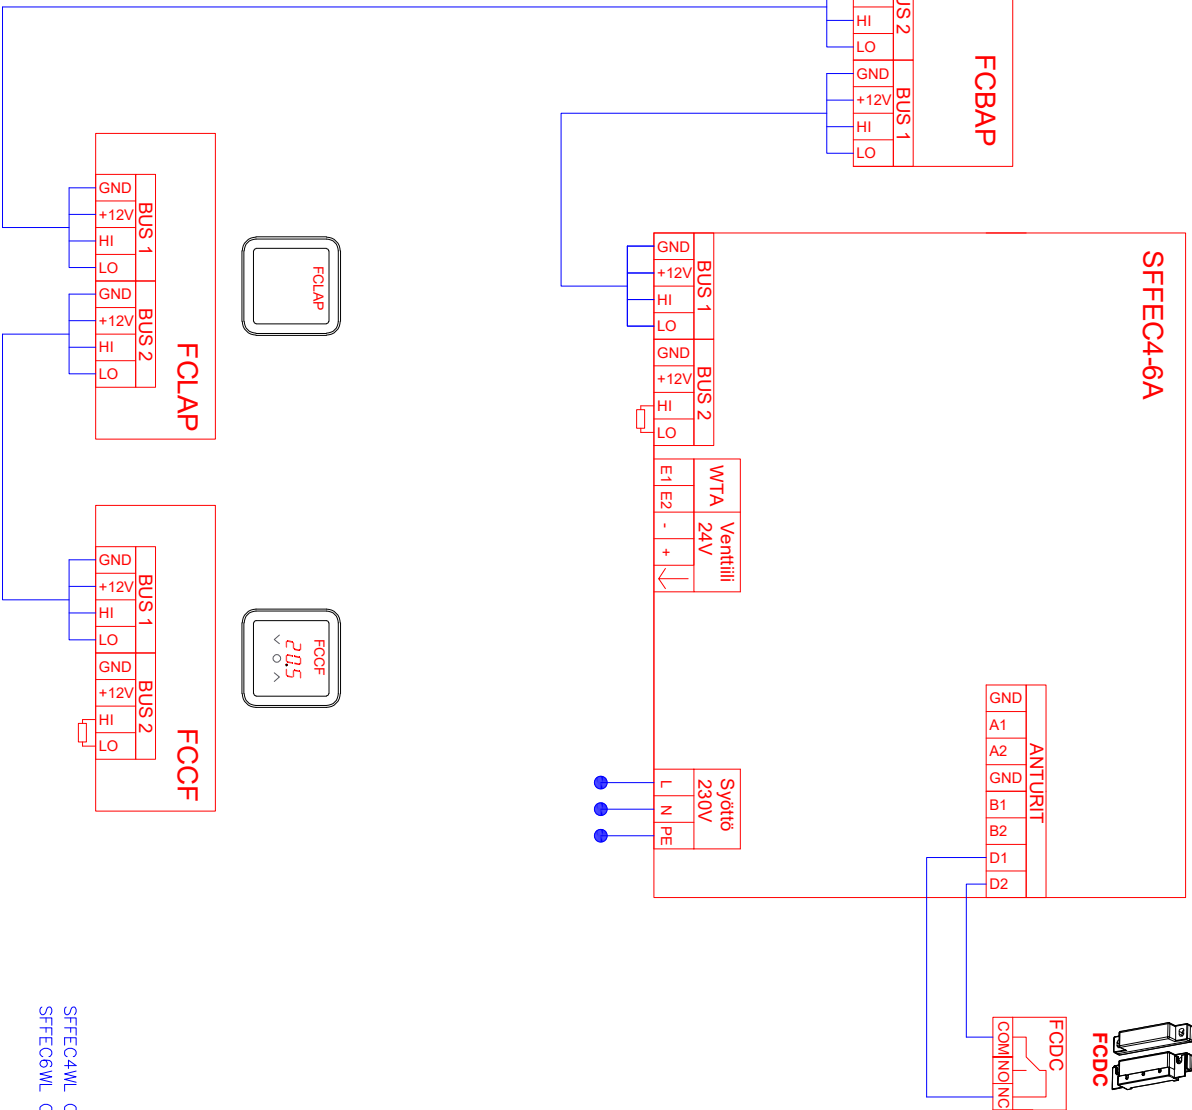 US 2
HI
LO
GND
+12V
HI
LO
BUS 1
FCBAP
GND
+12V
HI
LO
BUS 1
GND
+12V
HI
LO
BUS 2
FCLAP
FCLAP
GND
+12V
HI
LO
BUS 1
GND
+12V
HI
LO
BUS 2
E1
E2
-
+
WTA
Venttiili
24V
SFFEC4-6A
GND
+12V
HI
LO
BUS 1
GND
+12V
HI
LO
BUS 2
FCCF
FCCF
20.5
L
N
PE
Syöttö
230V
GND
A1
A2
GND
B1
B2
D1
D2
ANTURIT
COM
NO
NC
FCDC
FCDC
SFFEC4WL
SFFEC6WL